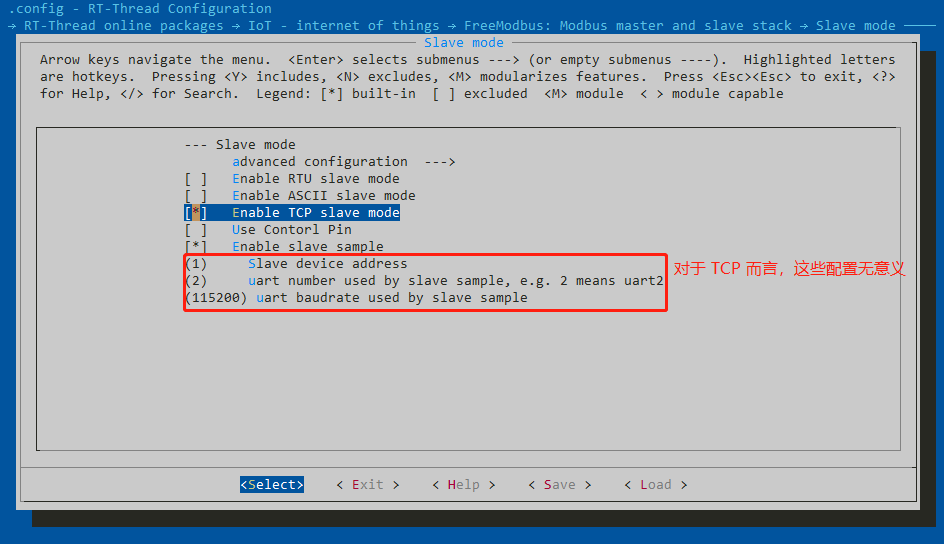 .config - RT-Thread Configuration
→ RT-Thread online packages → IoT - internet of things → FreeModbus: Modbus master and slave stack → Slave mode
Slave mode
Arrow keys navigate the menu. <Enter> selects submenus ---> (or empty submenus ----). Highlighted letters
are hotkeys. Pressing <Y> includes, <N> excludes, <M> modularizes features. Press <Esc><Esc> to exit, <?>
for Help, </> for Search. Legend: [*] built-in [ ] excluded <M> module < > module capable
--- Slave mode
advanced configuration --->
[ ] Enable RTU slave mode
[ ] Enable ASCII slave mode
[*] Enable TCP slave mode
[ ] Use Contorl Pin
[*] Enable slave sample
(1) Slave device address
(2) uart number used by slave sample, e.g. 2 means uart2
(115200) uart baudrate used by slave sample
对于 TCP 而言，这些配置无意义
<Select> < Exit > < Help > < Save > < Load >